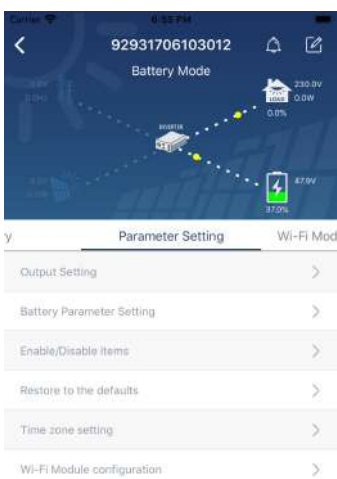 Carrier 6:55 PM
92931706103012
Battery Mode
230.0V
LOAD 0.0W
0.0%
INVERTER
47.9V
37.0%
y Parameter Setting Wi-Fi Mod
Output Setting
Battery Parameter Setting
Enable/Disable items
Restore to the defaults
Time zone setting
Wi-Fi Module configuration